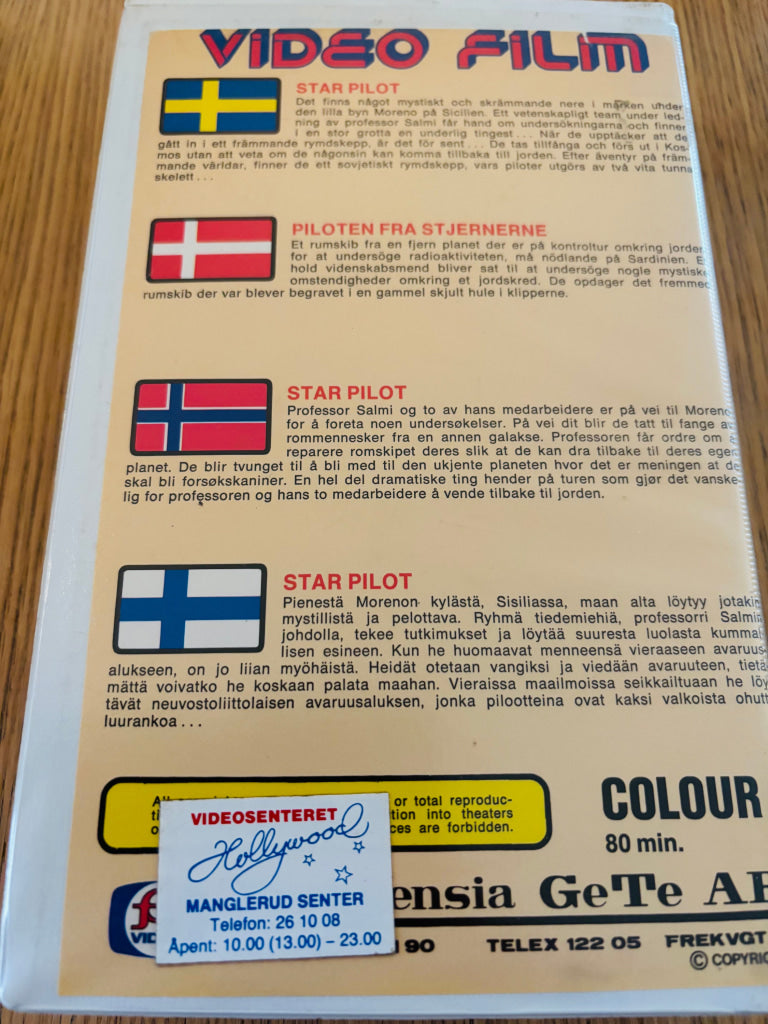 VIDEO FILM
STAR PILOT
Det finns något mystiskt och skrämmande nere i marken under
den lilla byn Moreno på Sicilien. Ett vetenskapligt team under led-
ning av professor Salmi får hand om undersökningarna och finner
i en stor grotta en underlig tingest... När de upptäcker att de
gått in i ett främmande rymdskepp, är det för sent... De tas tillfånga och förs ut i Kos-
mos utan att veta om de någonsin kan komma tillbaka till jorden. Efter äventyr på främ-
mande världar, finner de ett sovjetiskt rymdskepp, vars piloter utgörs av två vita tunna
skelett...
PILOTEN FRA STJERNERNE
Et rumskib fra en fjern planet der er på kontroltur omkring jorden
for at undersöge radioaktiviteten, må nödlande på Sardinien. E
hold videnskabsmend bliver sat til at undersöge nogle mystiske
omstendigheder omkring et jordskred. De opdager det fremmed
rumskib der var blever begravet i en gammel skjult hule i klipperne.
STAR PILOT
Professor Salmi og to av hans medarbeidere er på vei til Moreno
for å foreta noen undersøkelser. På vei dit blir de tatt til fange av
rommennesker fra en annen galakse. Professoren får ordre om å
reparere romskipet deres slik at de kan dra tilbake til deres egen
planet. De blir tvunget til å bli med til den ukjente planeten hvor det er meningen at de
skal bli forsøkskaniner. En hel del dramatiske ting hender på turen som gjør det vanske-
lig for professoren og hans to medarbeidere å vende tilbake til jorden.
STAR PILOT
Pienestä Morenon kylästä, Sisiliassa, maan alta löytyy jotakin
mystillistä ja pelottava. Ryhmä tiedemiehiä, professorri Salmin
johdolla, tekee tutkimukset ja löytää suuresta luolasta kummal-
lisen esineen. Kun he huomaavat menneensä vieraaseen avaruus-
alukseen, on jo liian myöhäistä. Heidät otetaan vangiksi ja viedään avaruuteen, tietä-
mättä voivatko he koskaan palata maahan. Vieraissa maailmoissa seikkailtuaan he löy-
tävät neuvostoliittolaisen avaruusaluksen, jonka pilootteina ovat kaksi valkoista ohutta
luurankoa...
or total reproduc-
tion into theaters
are forbidden.
COLOUR
80 min.
VIDEOSENTERET
Hollywood
MANGLERUD SENTER
Telefon: 26 10 08
Åpent: 10.00 (13.00) – 23.00
ensia GeTe AB
90 TELEX 122 05 FREKVGT
© COPYRIG